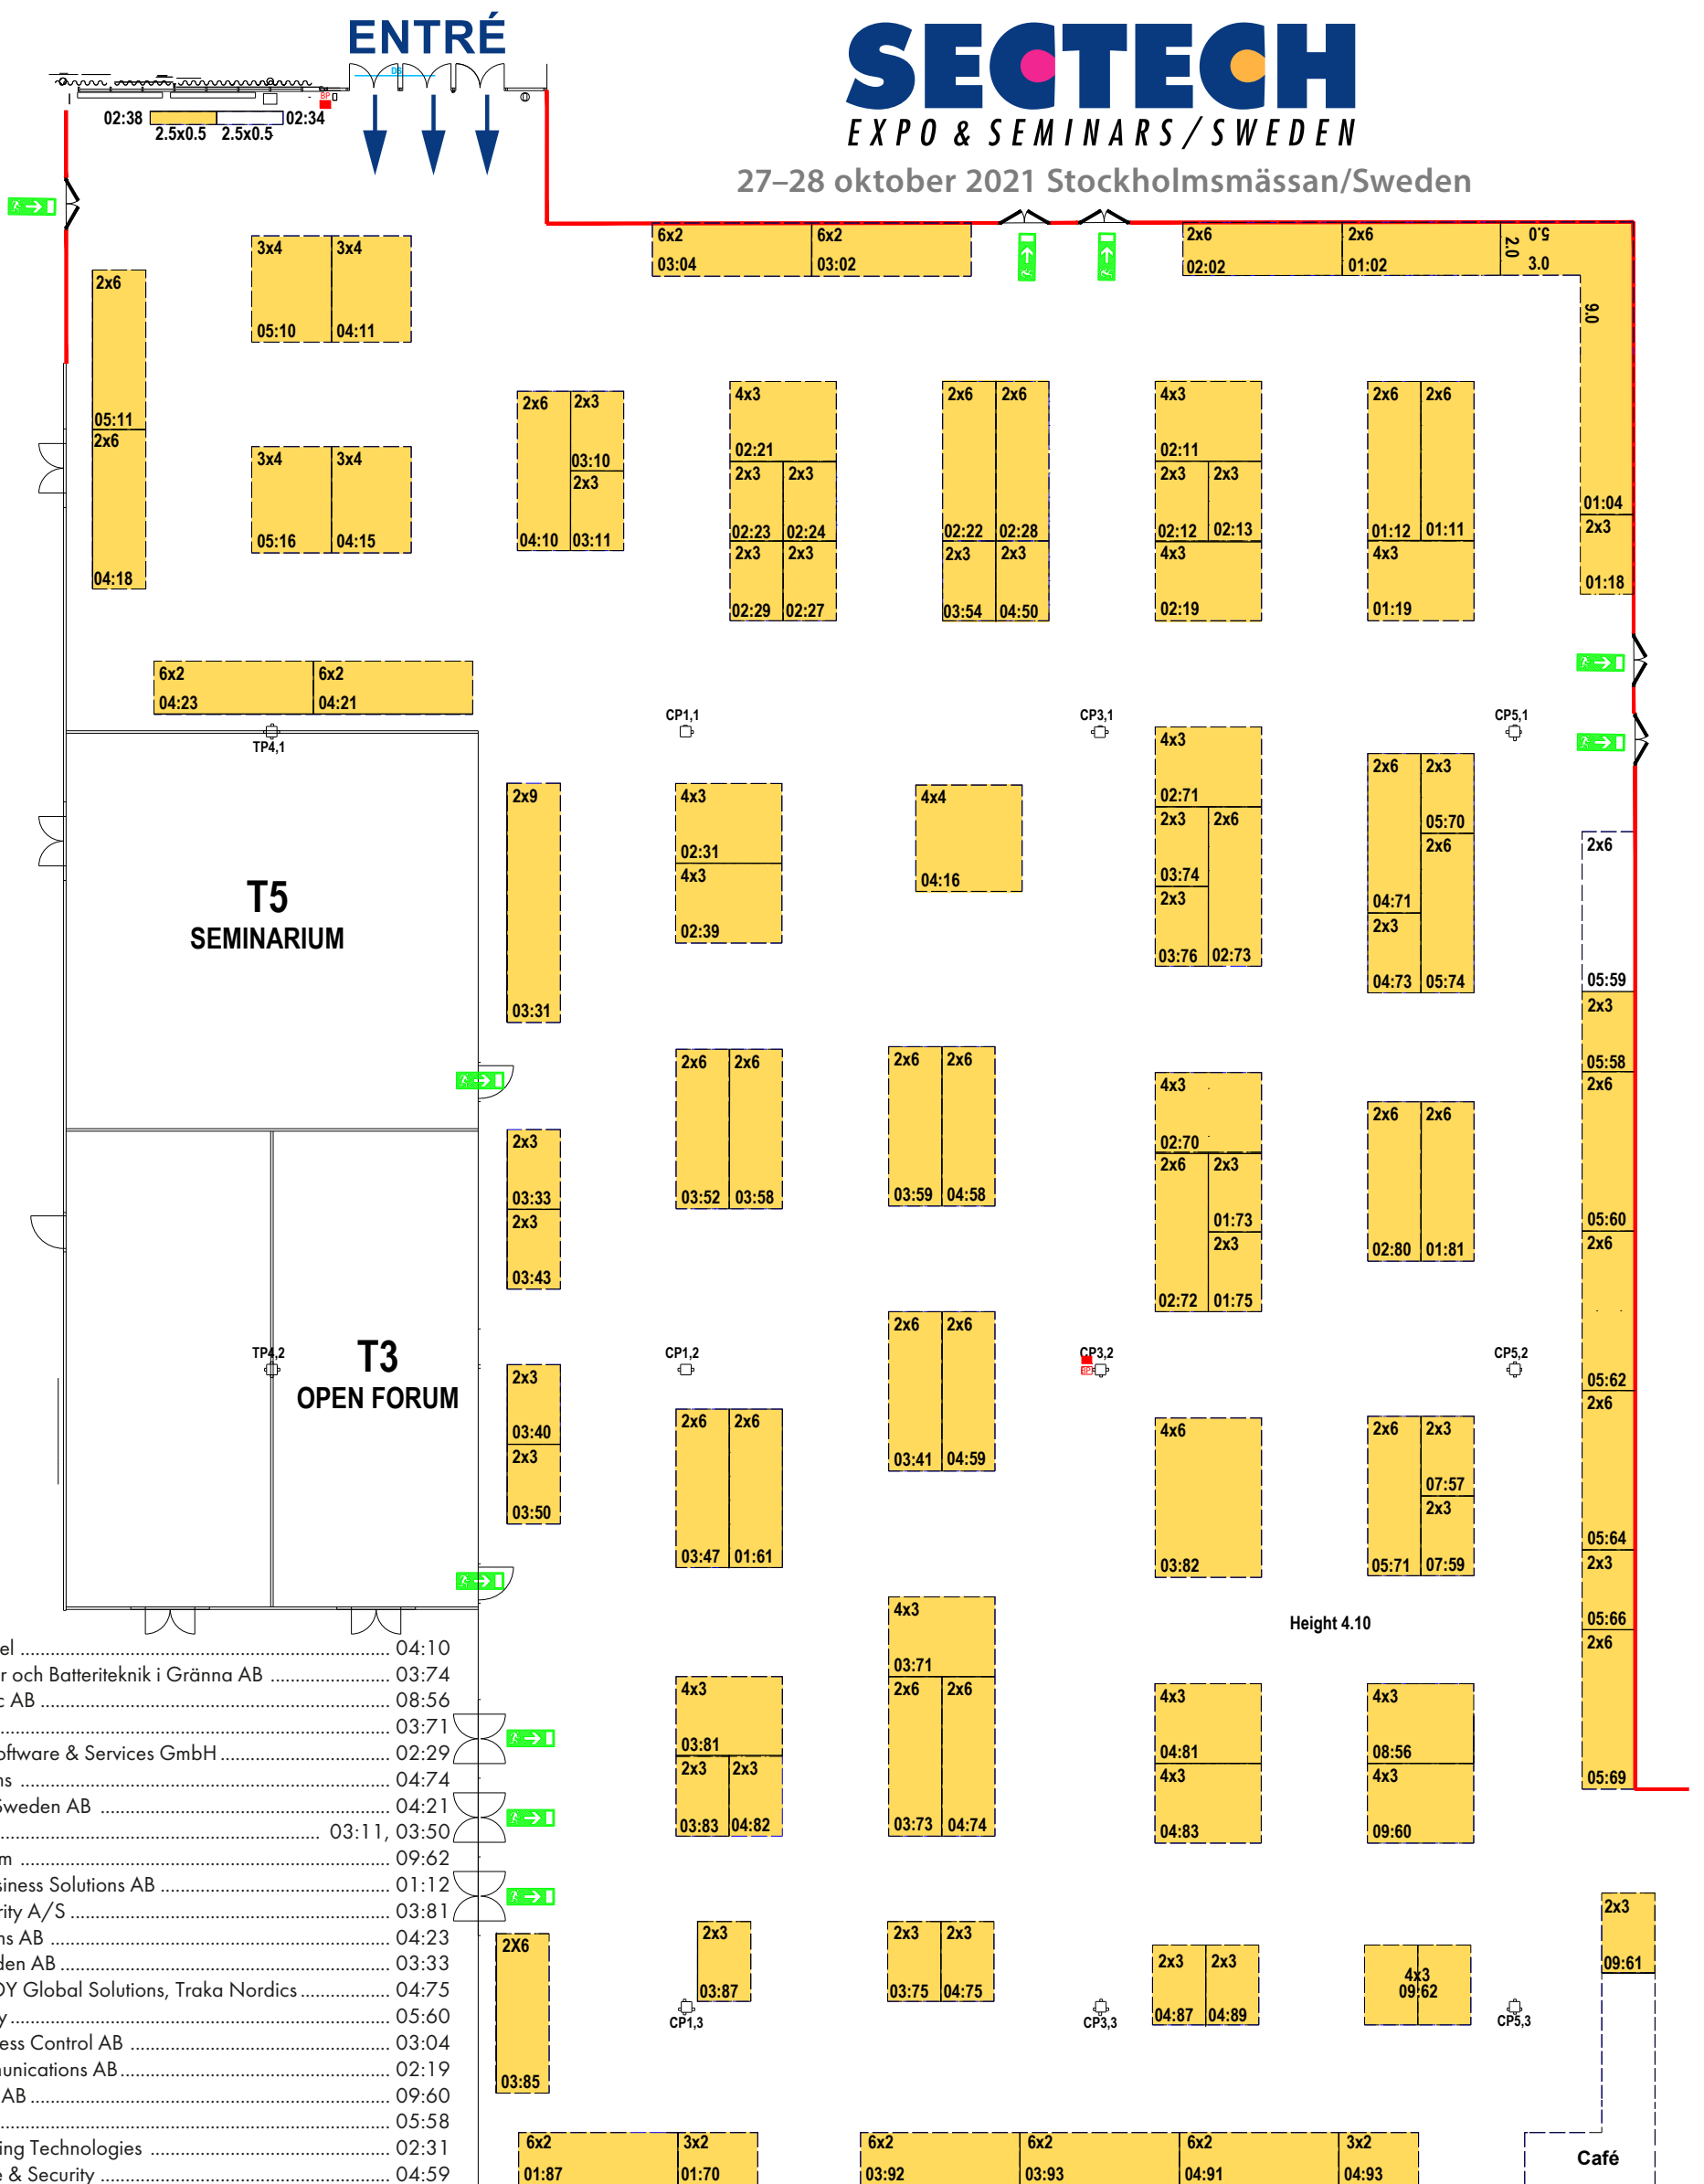 ENTRÉ
SECTECH
EXPO & SEMINARS/SWEDEN
27–28 oktober 2021 Stockholmsmässan/Sweden
BP
02:38 02:34
2.5x0.5 2.5x0.5
6x2 6x2
03:04 03:02
2x6 2x6 2.0 5.0
02:02 01:02 3.0
9.0
01:04
2x3
01:18
3x4 3x4
05:10 04:11
2x6
05:11
2x6
04:18
3x4 3x4
05:16 04:15
2x6 2x3
03:10
2x3
04:10 03:11
4x3
02:21
2x3 2x3
02:23 02:24
2x3 2x3
02:29 02:27
2x6 2x6
02:22 02:28
2x3 2x3
03:54 04:50
4x3
02:11
2x3 2x3
02:12 02:13
4x3
02:19
2x6 2x6
01:12 01:11
4x3
01:19
6x2 6x2
04:23 04:21
TP4,1
CP1,1
CP3,1
CP5,1
T5
SEMINARIUM
2x9
03:31
4x3
02:31
4x3
02:39
4x4
04:16
4x3
02:71
2x3 2x6
03:74
2x3
03:76 02:73
2x6 2x3
05:70
2x6
04:71
2x3
04:73 05:74
2x6
05:59
2x3
05:58
2x6
05:60
2x6
05:62
2x6
05:64
2x3
05:66
2x6
05:69
2x3
03:33
2x3
03:43
2x6 2x6
03:52 03:58
2x6 2x6
03:59 04:58
4x3
02:70
2x6 2x3
01:73
2x3
02:72 01:75
2x6 2x6
02:80 01:81
TP4,2
T3
OPEN FORUM
CP1,2
CP3,2
BP
CP5,2
2x3
03:40
2x3
03:50
2x6 2x6
03:47 01:61
2x6 2x6
03:41 04:59
4x6
03:82
2x6 2x3
07:57
2x3
05:71 07:59
Height 4.10
4x3
03:71
2x6 2x6
03:73 04:74
4x3
03:81
2x3 2x3
03:83 04:82
4x3
04:81
4x3
04:83
4x3
08:56
4x3
09:60
el ........ 04:10
r och Batteriteknik i Gränna AB ........ 03:74
c AB ........ 08:56
........ 03:71
oftware & Services GmbH ........ 02:29
ns ........ 04:74
Sweden AB ........ 04:21
........ 03:11, 03:50
m ........ 09:62
siness Solutions AB ........ 01:12
rity A/S ........ 03:81
ns AB ........ 04:23
den AB ........ 03:33
OY Global Solutions, Traka Nordics ........ 04:75
y ........ 05:60
ess Control AB ........ 03:04
munications AB ........ 02:19
AB ........ 09:60
........ 05:58
ing Technologies ........ 02:31
e & Security ........ 04:59
2X6
03:85
2x3
03:87
CP1,3
2x3 2x3
03:75 04:75
2x3 2x3
04:87 04:89
CP3,3
4x3
09:62
CP5,3
2x3
09:61
6x2 3x2
01:87 01:70
6x2 6x2 6x2 3x2
03:92 03:93 04:91 04:93
Café